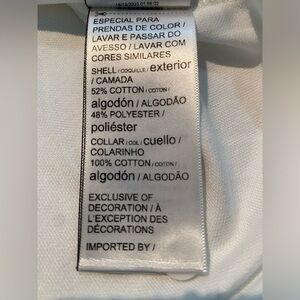 ESPECIAL PARA
PRENDAS DE COLOR /
LAVAR E PASSAR DO
AVESSO / LAVAR COM
CORES SIMILARES
SHELL / COQUILLE / exterior
/ CAMADA
52% COTTON / COTON /
algodón / ALGODÃO
48% POLYESTER /
poliéster
COLLAR / COL / cuello /
COLARINHO
100% COTTON / COTON /
algodón / ALGODÃO
EXCLUSIVE OF
DECORATION / À
L'EXCEPTION DES
DÉCORATIONS
IMPORTED BY /